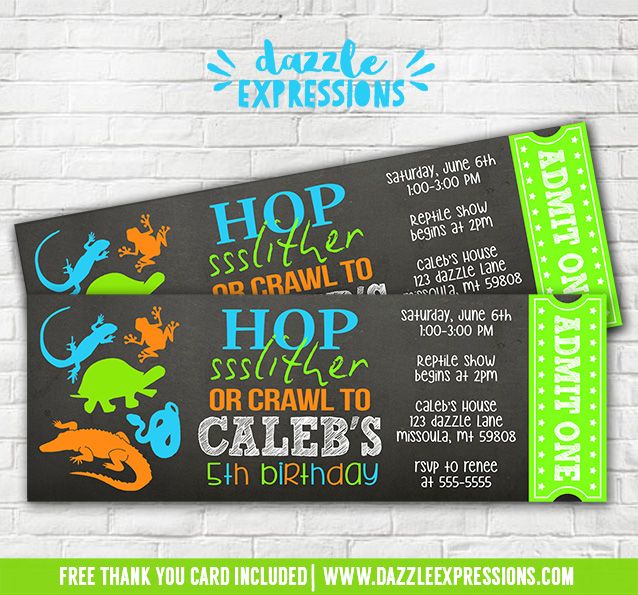 dazzle
EXPRESSIONS
HOP
ssslither
OR CRAWL TO
Saturday, June 6th
1:00-3:00 PM
Reptile Show
begins at 2pm
Caleb's House
123 dazzle Lane
Missoula, MT 59808
ADMIT ONE
HOP
ssslither
OR CRAWL TO
CALEB'S
5th birthday
Saturday, June 6th
1:00-3:00 PM
Reptile Show
begins at 2pm
Caleb's House
123 dazzle Lane
Missoula, MT 59808
rsvp to renee
at 555-5555
ADMIT ONE
FREE THANK YOU CARD INCLUDED| WWW.DAZZLEEXPRESSIONS.COM